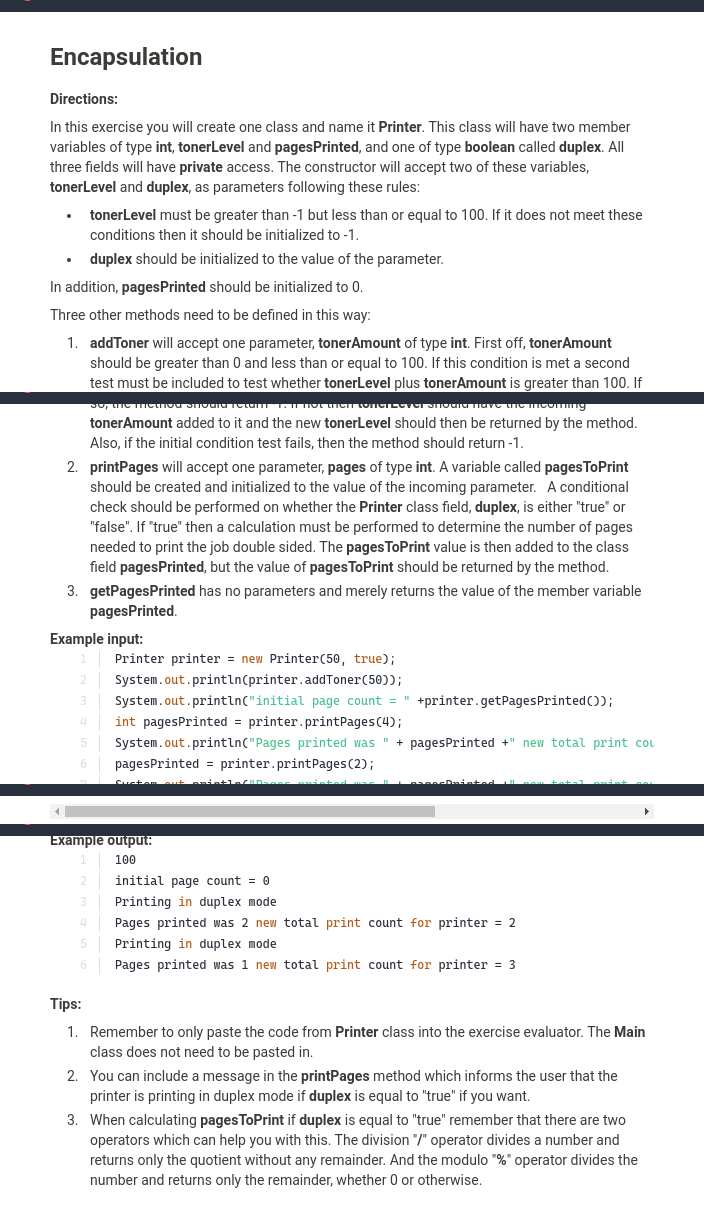 Encapsulation
Directions:
In this exercise you will create one class and name it Printer. This class will have two member
variables of type int, tonerLevel and pagesPrinted, and one of type boolean called duplex. All
three fields will have private access. The constructor will accept two of these variables,
tonerLevel and duplex, as parameters following these rules:
• tonerLevel must be greater than -1 but less than or equal to 100. If it does not meet these
conditions then it should be initialized to -1.
• duplex should be initialized to the value of the parameter.
In addition, pagesPrinted should be initialized to 0.
Three other methods need to be defined in this way:
1. addToner will accept one parameter, tonerAmount of type int. First off, tonerAmount
should be greater than 0 and less than or equal to 100. If this condition is met a second
test must be included to test whether tonerLevel plus tonerAmount is greater than 100. If
so, the method should return -1. If not then tonerLevel should have the incoming
tonerAmount added to it and the new tonerLevel should then be returned by the method.
Also, if the initial condition test fails, then the method should return -1.
2. printPages will accept one parameter, pages of type int. A variable called pagesToPrint
should be created and initialized to the value of the incoming parameter.   A conditional
check should be performed on whether the Printer class field, duplex, is either "true" or
"false". If "true" then a calculation must be performed to determine the number of pages
needed to print the job double sided. The pagesToPrint value is then added to the class
field pagesPrinted, but the value of pagesToPrint should be returned by the method.
3. getPagesPrinted has no parameters and merely returns the value of the member variable
pagesPrinted.
Example input:
1 Printer printer = new Printer(50, true);
2 System.out.println(printer.addToner(50));
3 System.out.println("initial page count = " +printer.getPagesPrinted());
4 int pagesPrinted = printer.printPages(4);
5 System.out.println("Pages printed was " + pagesPrinted +" new total print cou
6 pagesPrinted = printer.printPages(2);
7 System.out.println("Pages printed was " + pagesPrinted +" new total print cou
Example output:
1 100
2 initial page count = 0
3 Printing in duplex mode
4 Pages printed was 2 new total print count for printer = 2
5 Printing in duplex mode
6 Pages printed was 1 new total print count for printer = 3
Tips:
1. Remember to only paste the code from Printer class into the exercise evaluator. The Main
class does not need to be pasted in.
2. You can include a message in the printPages method which informs the user that the
printer is printing in duplex mode if duplex is equal to "true" if you want.
3. When calculating pagesToPrint if duplex is equal to "true" remember that there are two
operators which can help you with this. The division "/" operator divides a number and
returns only the quotient without any remainder. And the modulo "%" operator divides the
number and returns only the remainder, whether 0 or otherwise.